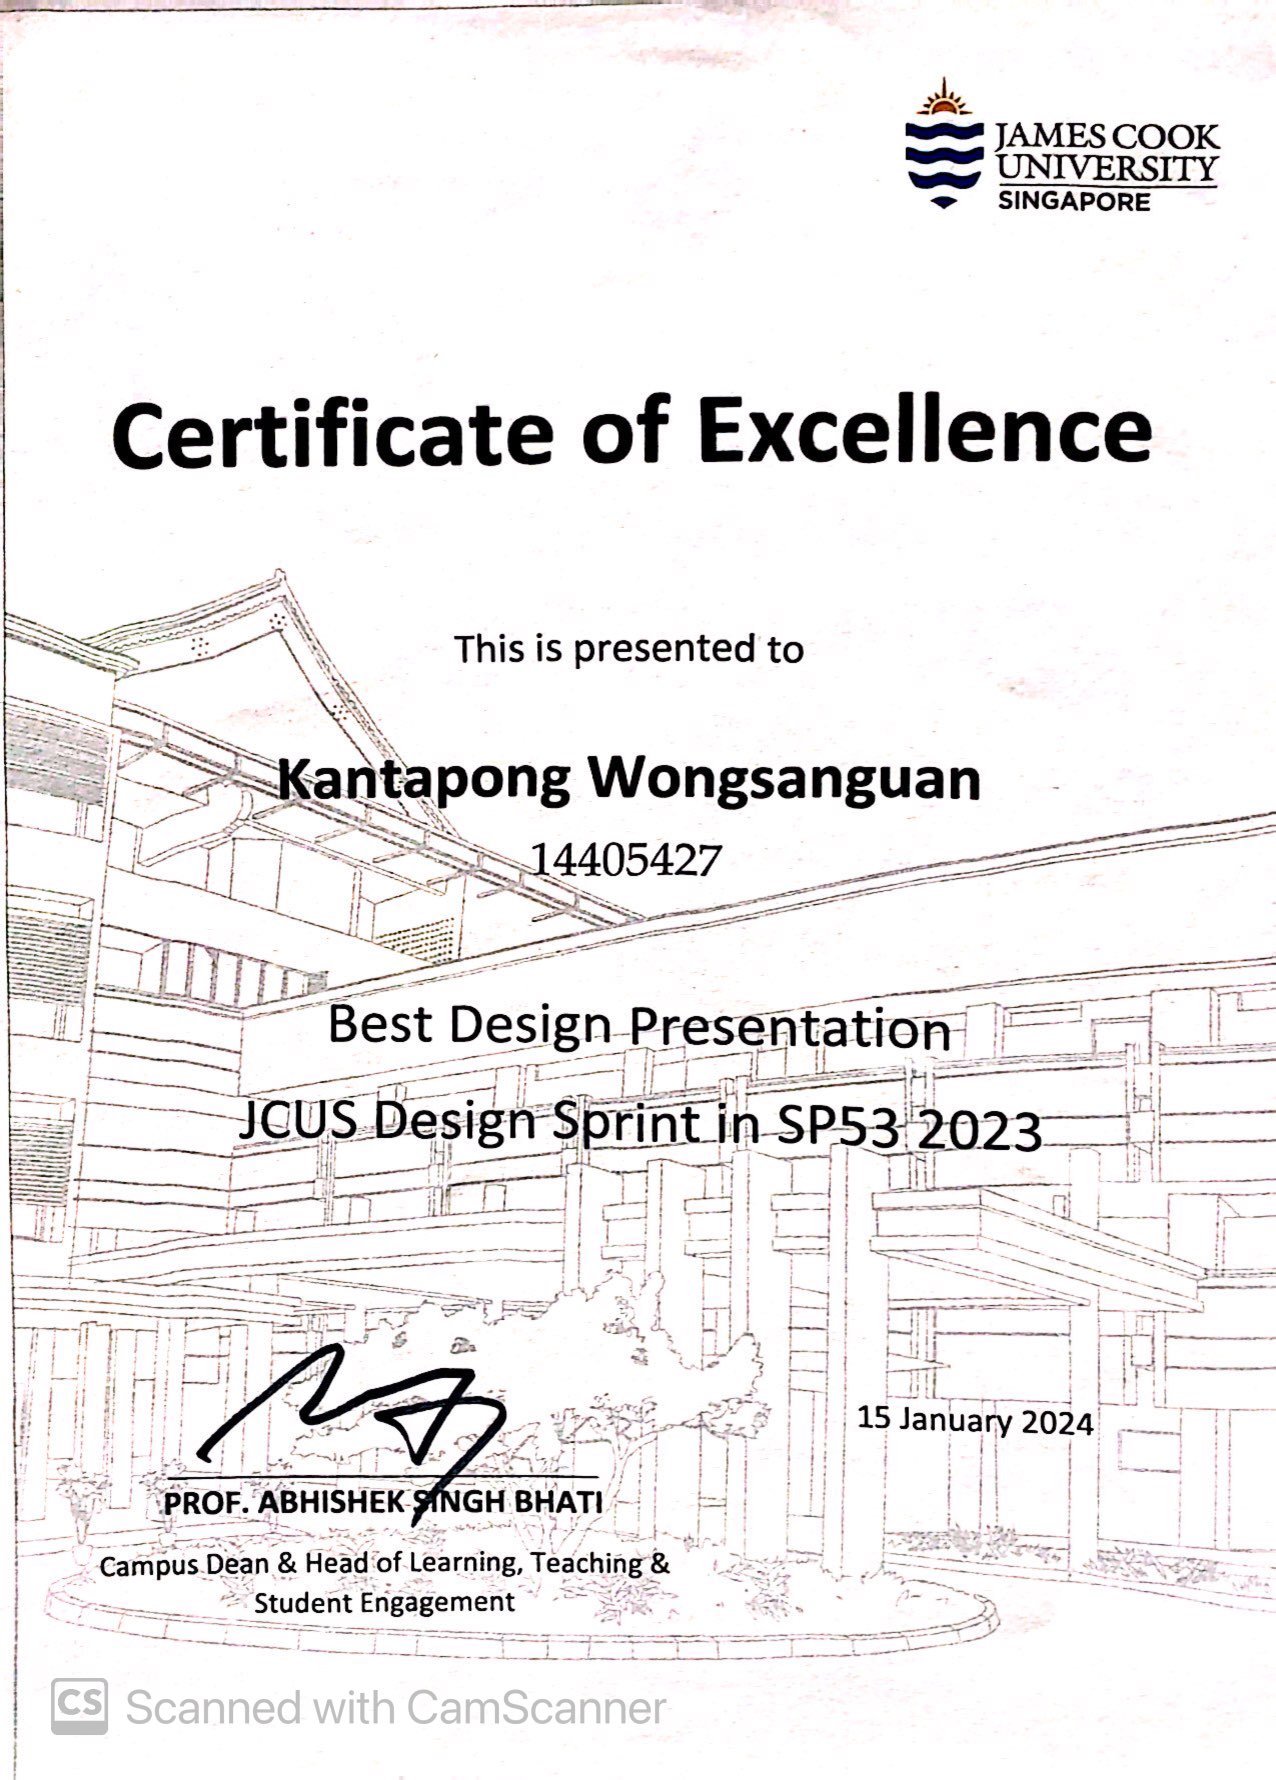 JAMES COOK
UNIVERSITY
SINGAPORE
Certificate of Excellence
This is presented to
Kantapong Wongsanguan
14405427
Best Design Presentation
JCUS Design Sprint in SP53 2023
15 January 2024
PROF. ABHISHEK SINGH BHATI
Campus Dean & Head of Learning, Teaching &
Student Engagement
CS Scanned with CamScanner